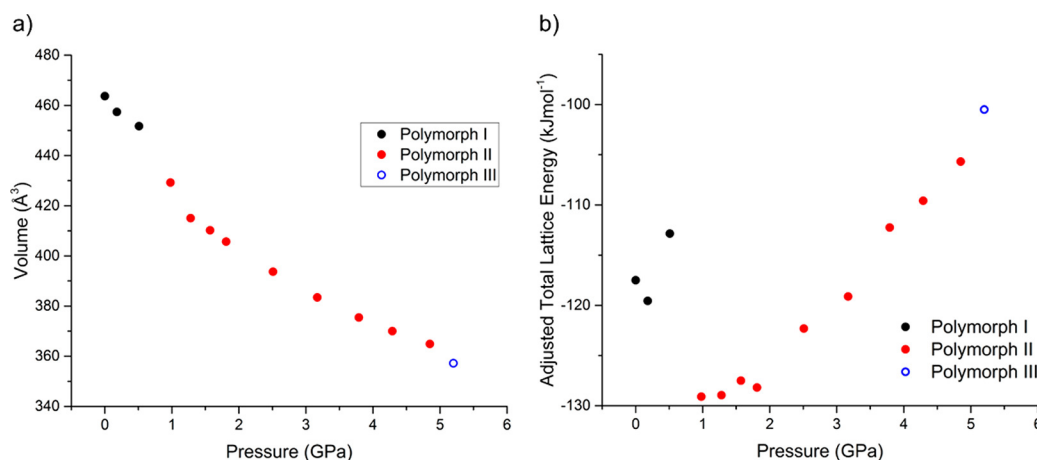 a)
Volume (Å³)
480
460
440
420
400
380
360
340
0 1 2 3 4 5 6
Pressure (GPa)
Polymorph I
Polymorph II
Polymorph III
b)
Adjusted Total Lattice Energy (kJmol⁻¹)
-100
-110
-120
-130
0 1 2 3 4 5 6
Pressure (GPa)
Polymorph I
Polymorph II
Polymorph III